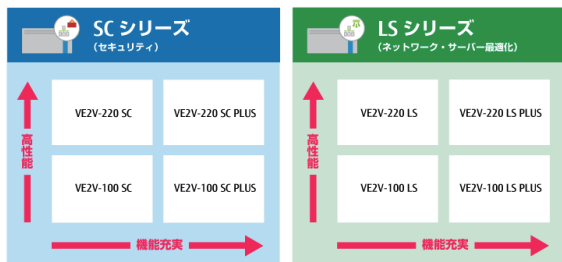 SC シリーズ
(セキュリティ)
高性能
VE2V-220 SC
VE2V-220 SC PLUS
VE2V-100 SC
VE2V-100 SC PLUS
機能充実
LS シリーズ
(ネットワーク・サーバー最適化)
高性能
VE2V-220 LS
VE2V-220 LS PLUS
VE2V-100 LS
VE2V-100 LS PLUS
機能充実